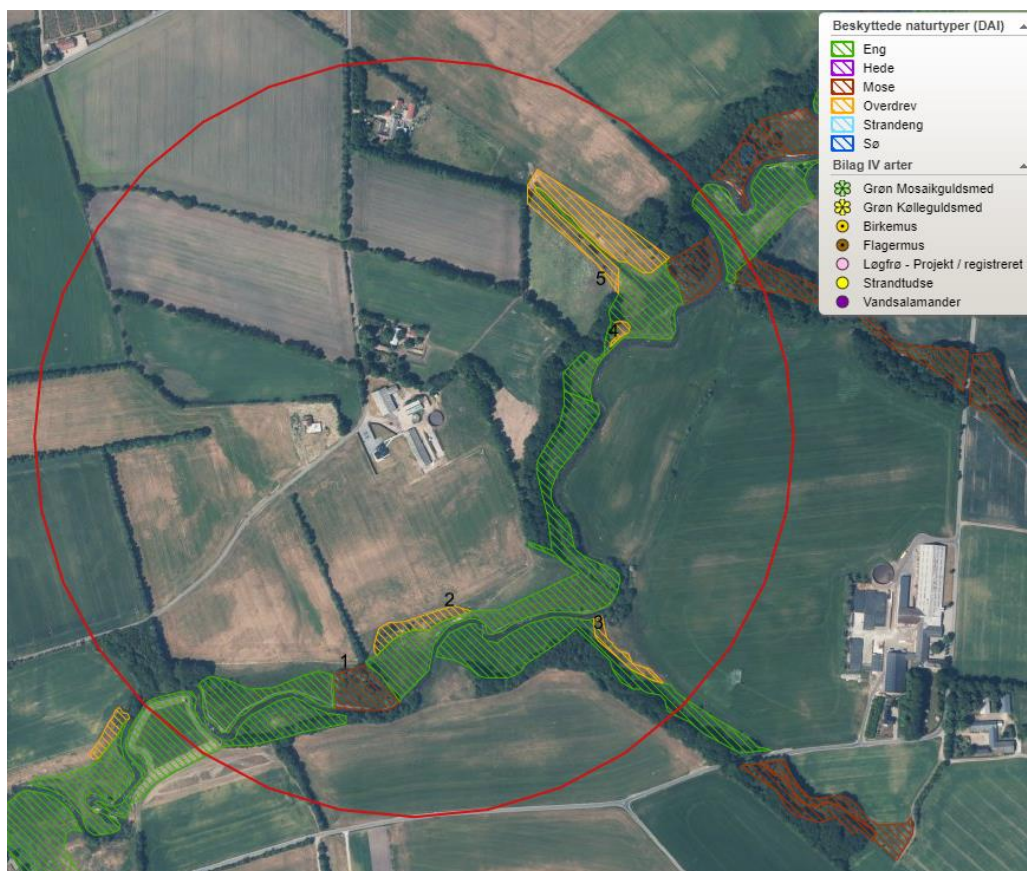 Beskyttede naturtyper (DAI)
Eng
Hede
Mose
Overdrev
Strandeng
Sø
Bilag IV arter
Grøn Mosaikguldsmed
Grøn Kølleguldsmed
Birkemus
Flagermus
Løgfrø - Projekt / registreret
Strandtudse
Vandsalamander
5
4
2
3
1